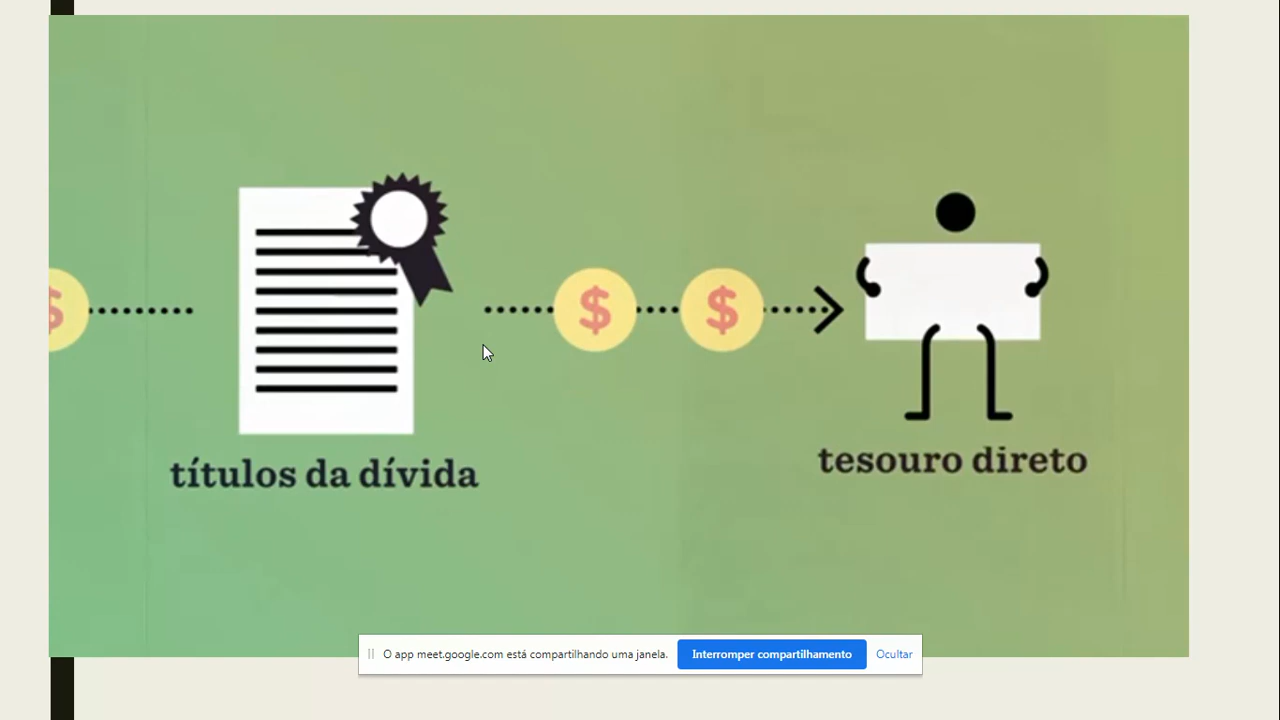 $
$
$
títulos da dívida
tesouro direto
O app meet.google.com está compartilhando uma janela.
Interromper compartilhamento
Ocultar